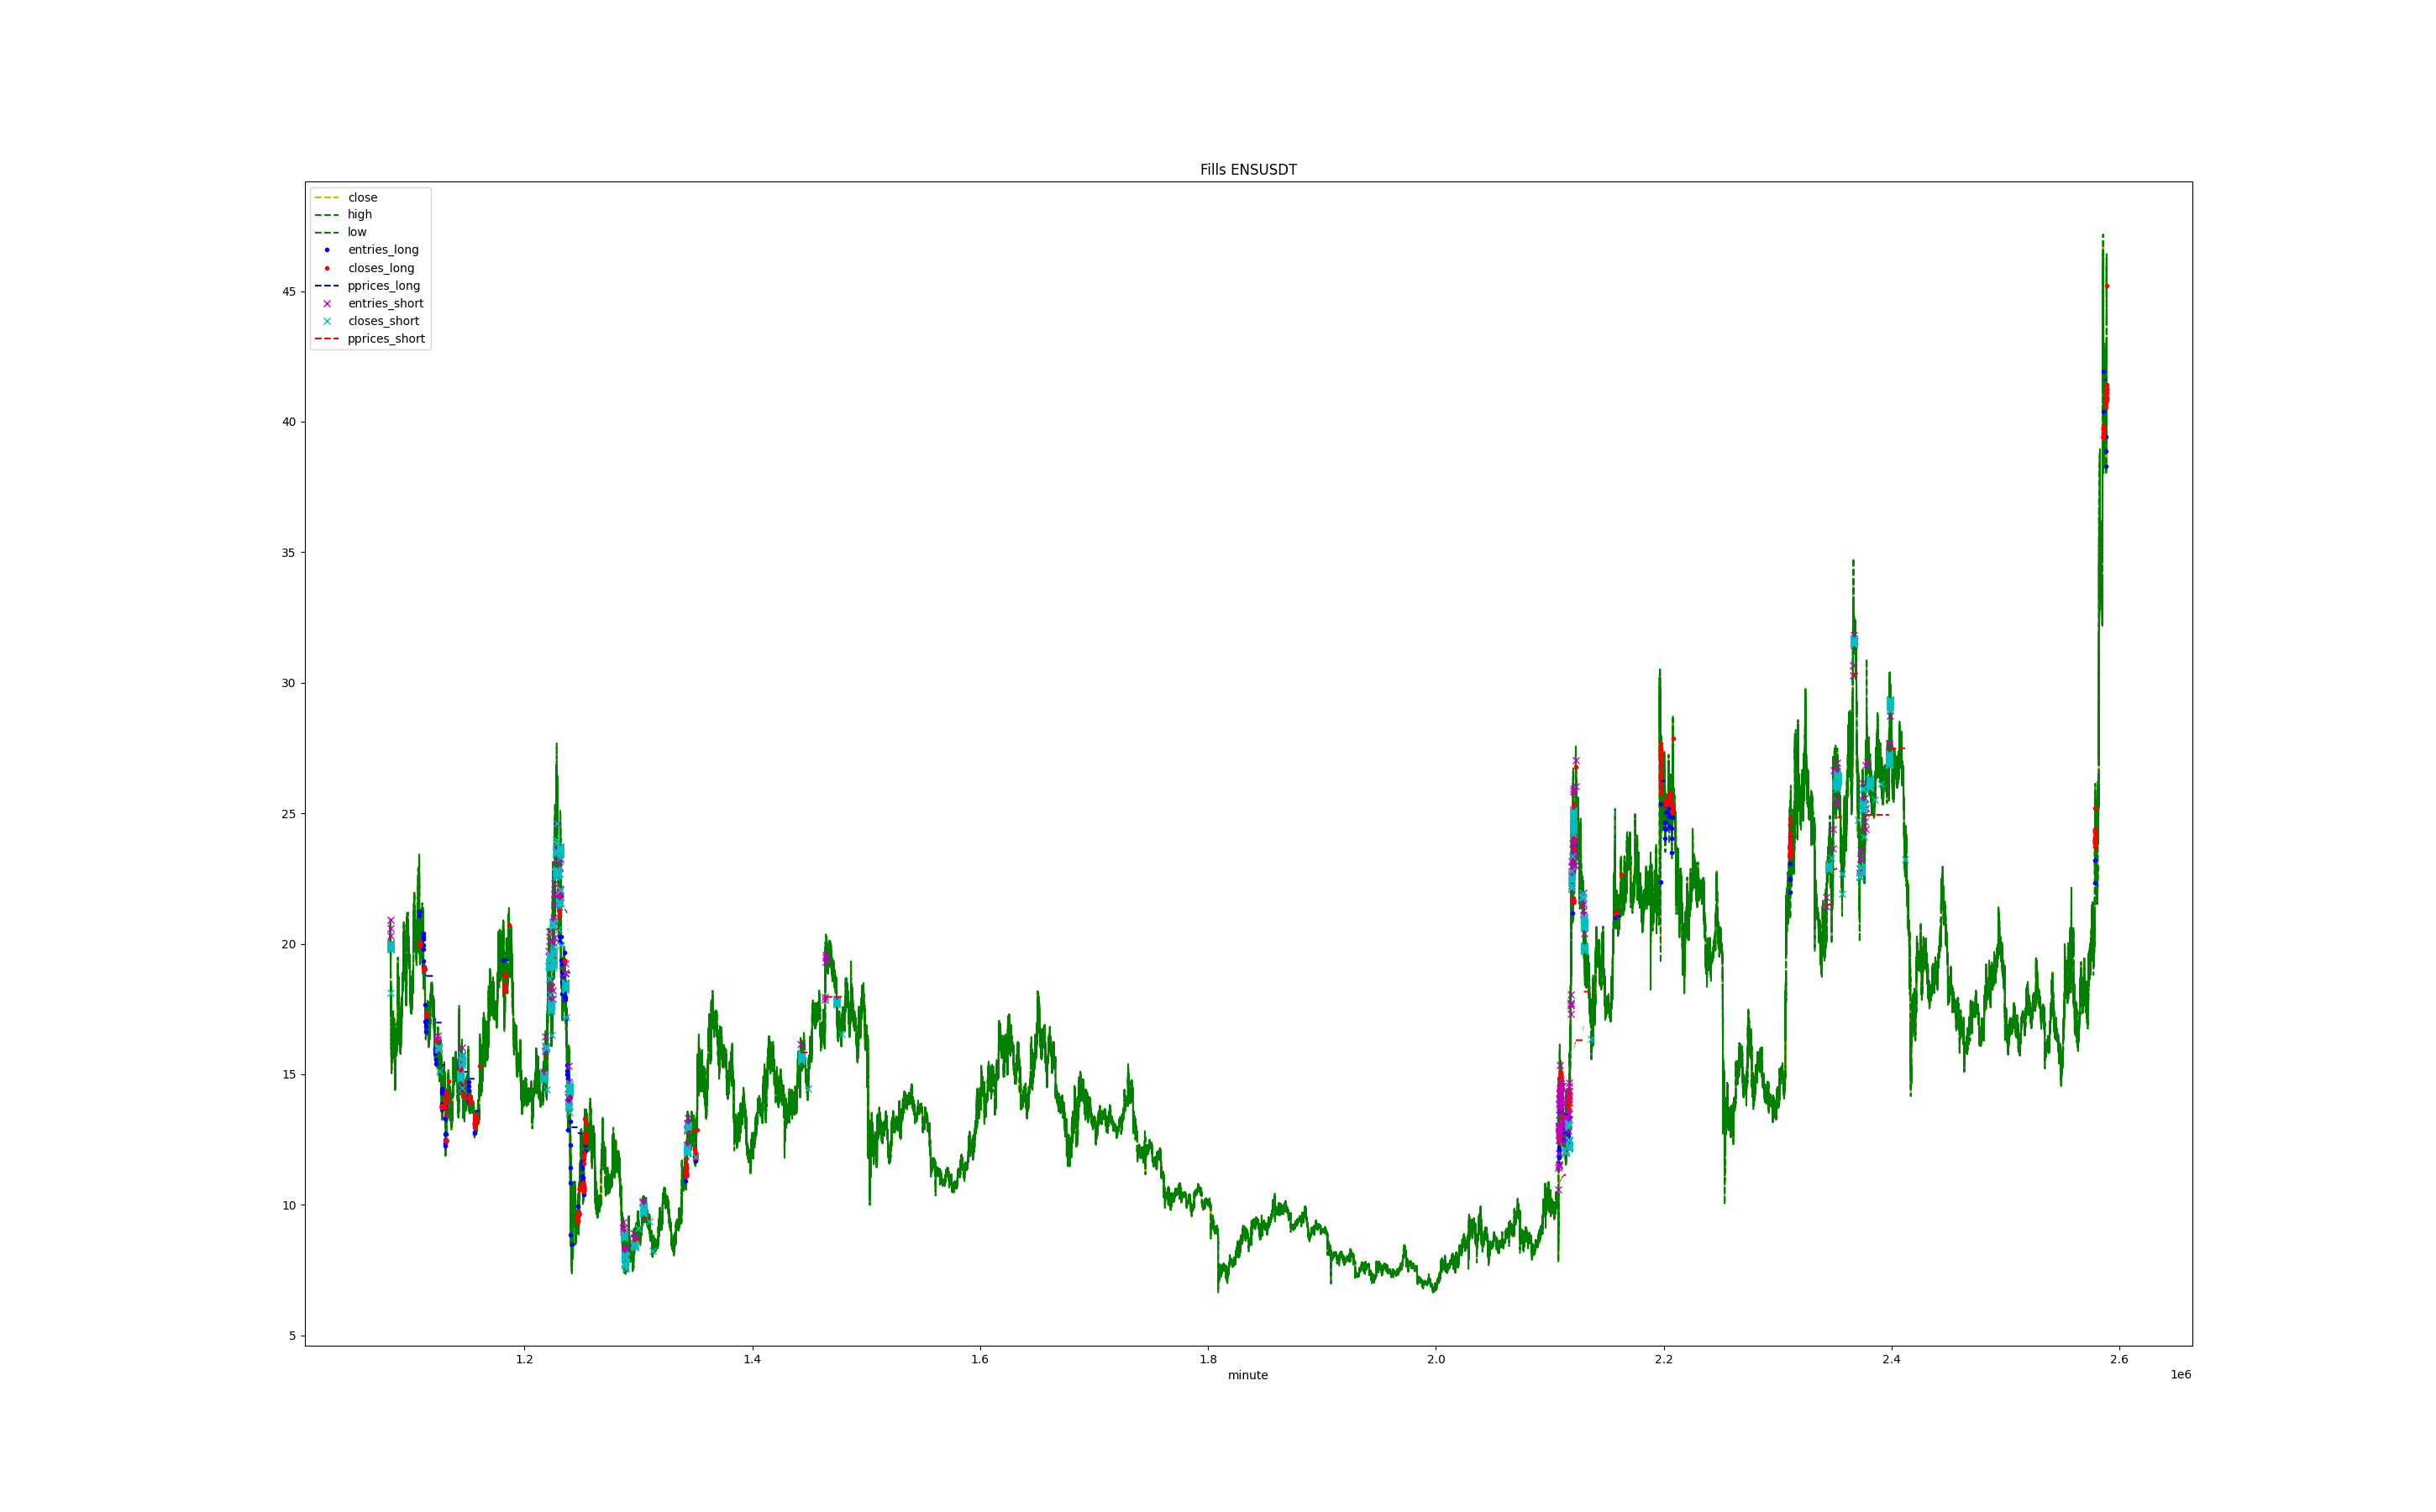 Fills ENSUSDT
close
high
low
entries_long
closes_long
pprices_long
entries_short
closes_short
pprices_short
45
40
35
30
25
20
15
10
5
1.2 1.4 1.6 1.8 2.0 2.2 2.4 2.6
minute
1e6